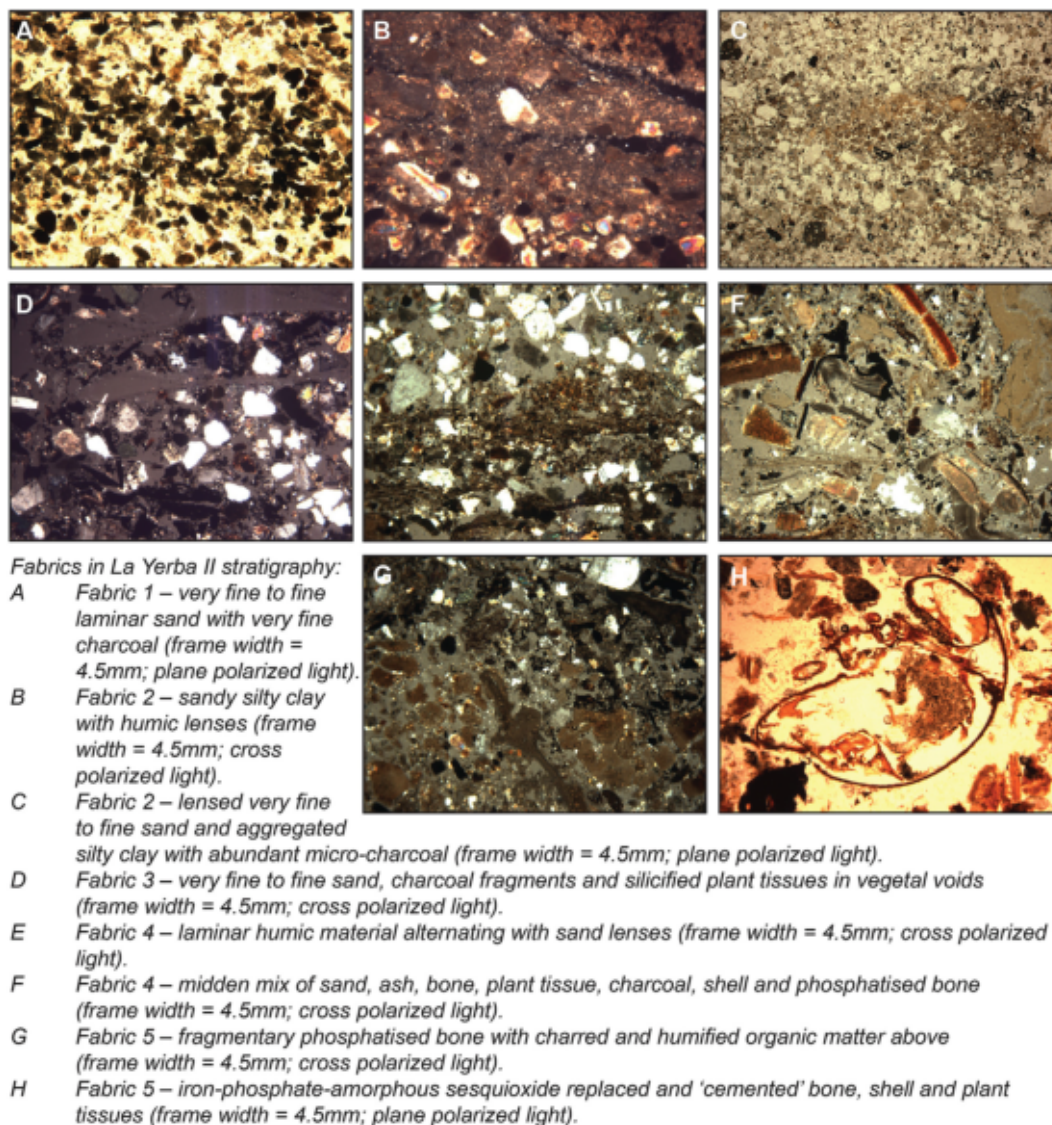 A
B
C
D
F
G
H
Fabrics in La Yerba II stratigraphy:
A Fabric 1 – very fine to fine
laminar sand with very fine
charcoal (frame width =
4.5mm; plane polarized light).
B Fabric 2 – sandy silty clay
with humic lenses (frame
width = 4.5mm; cross
polarized light).
C Fabric 2 – lensed very fine
to fine sand and aggregated
silty clay with abundant micro-charcoal (frame width = 4.5mm; plane polarized light).
D Fabric 3 – very fine to fine sand, charcoal fragments and silicified plant tissues in vegetal voids
(frame width = 4.5mm; cross polarized light).
E Fabric 4 – laminar humic material alternating with sand lenses (frame width = 4.5mm; cross polarized
light).
F Fabric 4 – midden mix of sand, ash, bone, plant tissue, charcoal, shell and phosphatised bone
(frame width = 4.5mm; cross polarized light).
G Fabric 5 – fragmentary phosphatised bone with charred and humified organic matter above
(frame width = 4.5mm; cross polarized light).
H Fabric 5 – iron-phosphate-amorphous sesquioxide replaced and ‘cemented’ bone, shell and plant
tissues (frame width = 4.5mm; plane polarized light).